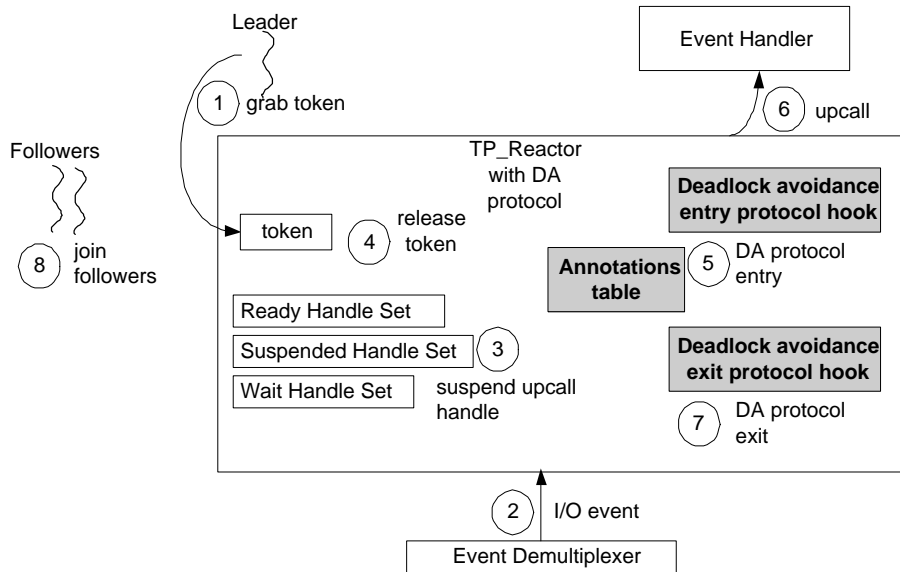 Leader
Event Handler
1
grab token
6
upcall
Followers
TP_Reactor
with DA
protocol
Deadlock avoidance
entry protocol hook
token
4
release
token
8
join
followers
Annotations
table
5
DA protocol
entry
Ready Handle Set
Suspended Handle Set
3
Wait Handle Set
suspend upcall
handle
Deadlock avoidance
exit protocol hook
7
DA protocol
exit
2
I/O event
Event Demultiplexer